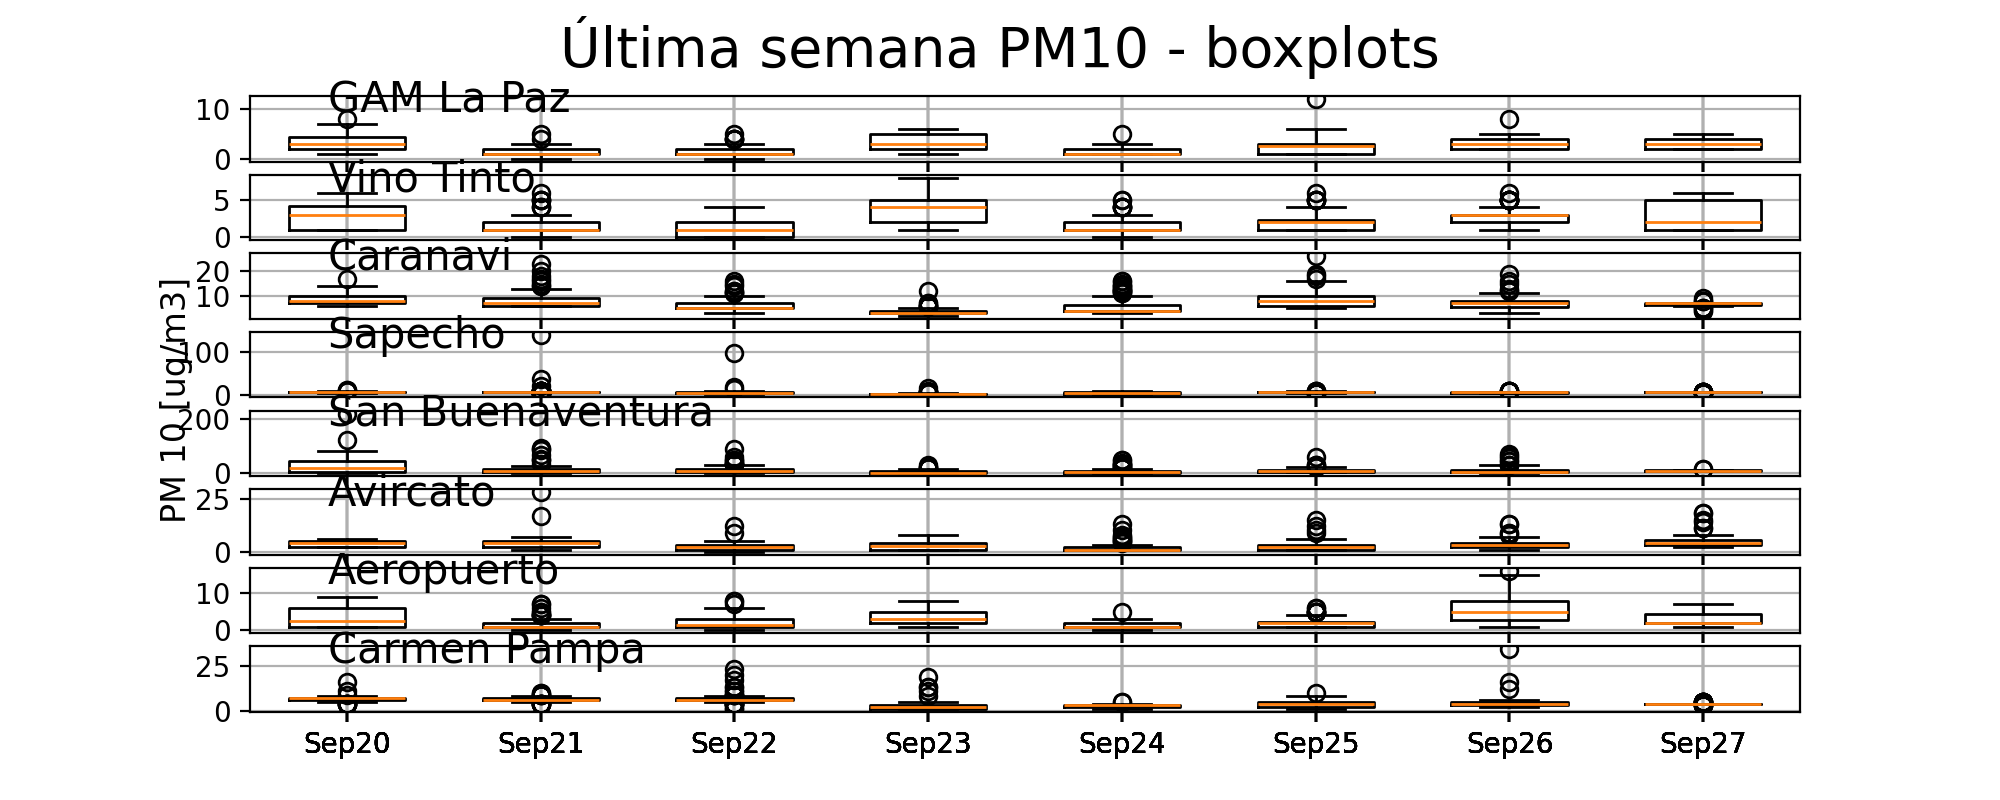 Última semana PM10 - boxplots
GAM La Paz
10
0
Vino Tinto
5
0
Caranavi
20
10
Sapecho
100
0
San Buenaventura
200
0
Avircato
25
0
Aeropuerto
10
0
Carmen Pampa
25
0
PM 10 [ug/m3]
Sep20 Sep21 Sep22 Sep23 Sep24 Sep25 Sep26 Sep27